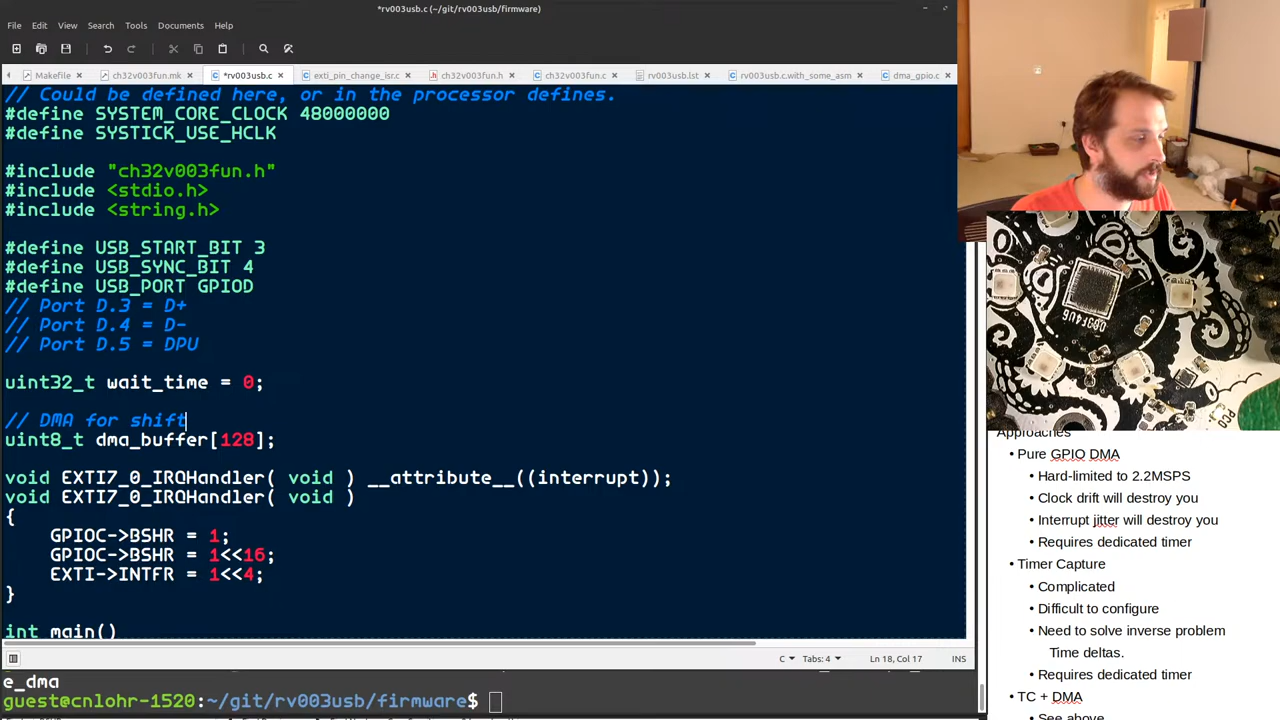 *rv003usb.c (~/git/rv003usb/firmware)
File Edit View Search Tools Documents Help
Makefile ch32v003fun.mk *rv003usb.c exti_pin_change_isr.c ch32v003fun.h ch32v003fun.c rv003usb.lst rv003usb.c.with_some_asm dma_gpio.c
// Could be defined here, or in the processor defines.
#define SYSTEM_CORE_CLOCK 48000000
#define SYSTICK_USE_HCLK
#include "ch32v003fun.h"
#include <stdio.h>
#include <string.h>
#define USB_START_BIT 3
#define USB_SYNC_BIT 4
#define USB_PORT GPIOD
// Port D.3 = D+
// Port D.4 = D-
// Port D.5 = DPU
uint32_t wait_time = 0;
// DMA for shift
uint8_t dma_buffer[128];
void EXTI7_0_IRQHandler( void ) __attribute__((interrupt));
void EXTI7_0_IRQHandler( void )
{
GPIOC->BSHR = 1;
GPIOC->BSHR = 1<<16;
EXTI->INTFR = 1<<4;
}
int main()
C Tabs: 4 Ln 18, Col 17 INS
e_dma
guest@cnlohr-1520:~/git/rv003usb/firmware$
Approaches
• Pure GPIO DMA
• Hard-limited to 2.2MSPS
• Clock drift will destroy you
• Interrupt jitter will destroy you
• Requires dedicated timer
• Timer Capture
• Complicated
• Difficult to configure
• Need to solve inverse problem
Time deltas.
• Requires dedicated timer
• TC + DMA
• See above